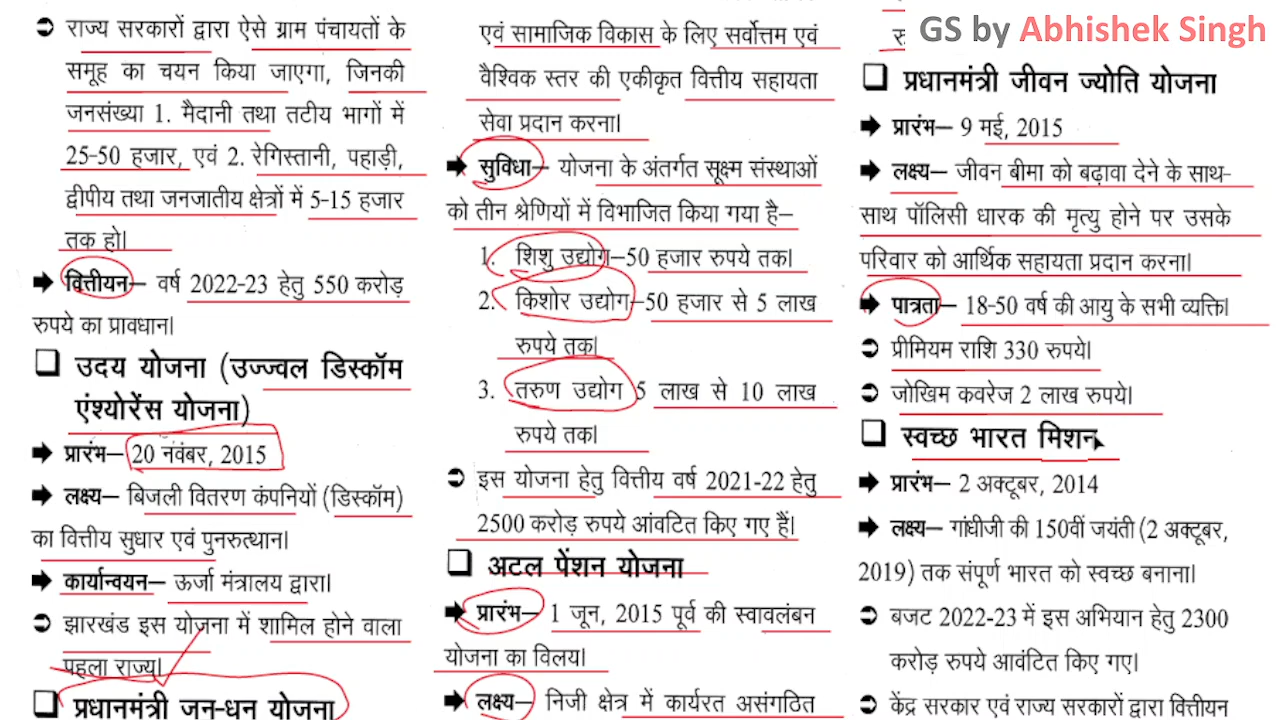 ➲ राज्य सरकारों द्वारा ऐसे ग्राम पंचायतों के
समूह का चयन किया जाएगा, जिनकी
जनसंख्या 1. मैदानी तथा तटीय भागों में
25-50 हजार, एवं 2. रेगिस्तानी, पहाड़ी,
द्वीपीय तथा जनजातीय क्षेत्रों में 5-15 हजार
तक हो।
➡ वित्तीयन– वर्ष 2022-23 हेतु 550 करोड़
रुपये का प्रावधान।
❑ उदय योजना (उज्ज्वल डिस्कॉम
एंश्योरेंस योजना)
➡ प्रारंभ– 20 नवंबर, 2015
➡ लक्ष्य– बिजली वितरण कंपनियों (डिस्कॉम)
का वित्तीय सुधार एवं पुनरुत्थान।
➡ कार्यान्वयन– ऊर्जा मंत्रालय द्वारा।
➲ झारखंड इस योजना में शामिल होने वाला
पहला राज्य।
❑ प्रधानमंत्री जन-धन योजना
एवं सामाजिक विकास के लिए सर्वोत्तम एवं
वैश्विक स्तर की एकीकृत वित्तीय सहायता
सेवा प्रदान करना।
➡ सुविधा– योजना के अंतर्गत सूक्ष्म संस्थाओं
को तीन श्रेणियों में विभाजित किया गया है–
1. शिशु उद्योग–50 हजार रुपये तक।
2. किशोर उद्योग–50 हजार से 5 लाख
रुपये तक।
3. तरुण उद्योग 5 लाख से 10 लाख
रुपये तक।
➲ इस योजना हेतु वित्तीय वर्ष 2021-22 हेतु
2500 करोड़ रुपये आंवटित किए गए हैं।
❑ अटल पेंशन योजना
➡ प्रारंभ– 1 जून, 2015 पूर्व की स्वावलंबन
योजना का विलय।
➡ लक्ष्य– निजी क्षेत्र में कार्यरत असंगठित
GS by Abhishek Singh
❑ प्रधानमंत्री जीवन ज्योति योजना
➡ प्रारंभ– 9 मई, 2015
➡ लक्ष्य– जीवन बीमा को बढ़ावा देने के साथ-
साथ पॉलिसी धारक की मृत्यु होने पर उसके
परिवार को आर्थिक सहायता प्रदान करना।
➡ पात्रता– 18-50 वर्ष की आयु के सभी व्यक्ति।
➲ प्रीमियम राशि 330 रुपये।
➲ जोखिम कवरेज 2 लाख रुपये।
❑ स्वच्छ भारत मिशन
➡ प्रारंभ– 2 अक्टूबर, 2014
➡ लक्ष्य– गांधीजी की 150वीं जयंती (2 अक्टूबर,
2019) तक संपूर्ण भारत को स्वच्छ बनाना।
➲ बजट 2022-23 में इस अभियान हेतु 2300
करोड़ रुपये आवंटित किए गए।
➲ केंद्र सरकार एवं राज्य सरकारों द्वारा वित्तीयन